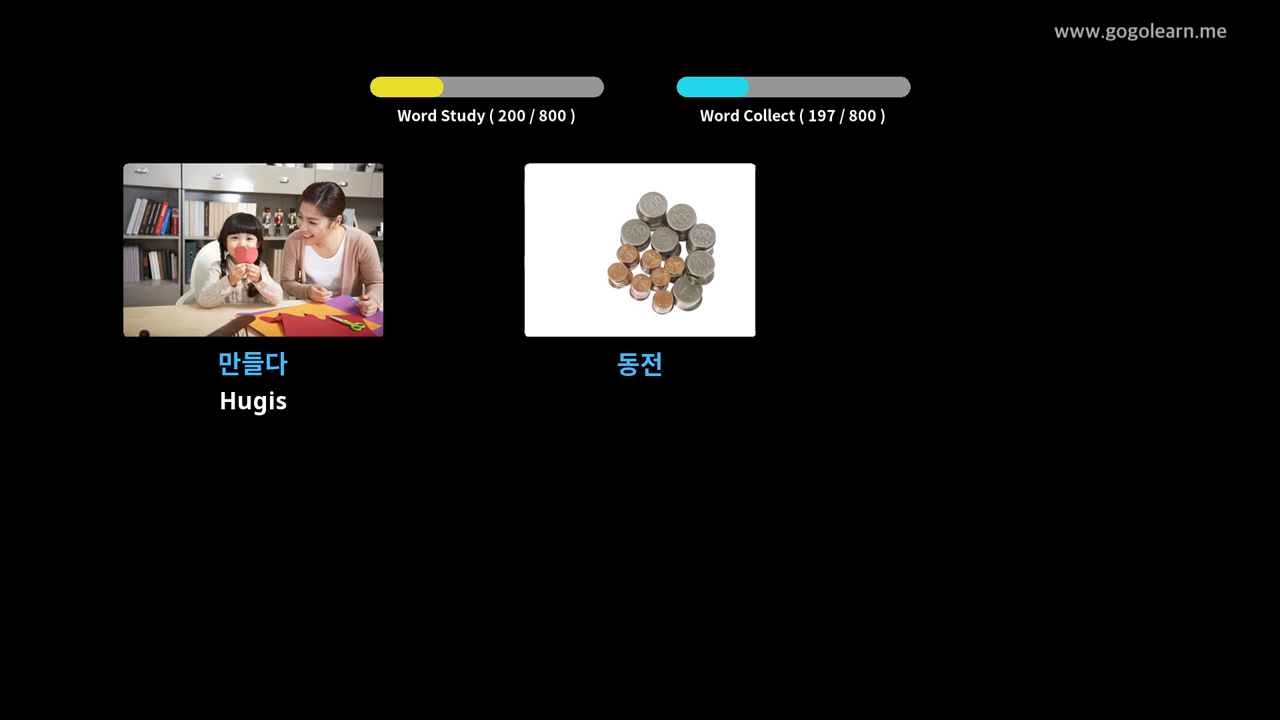 www.gogolearn.me
Word Study ( 200 / 800 )
Word Collect ( 197 / 800 )
만들다
Hugis
동전